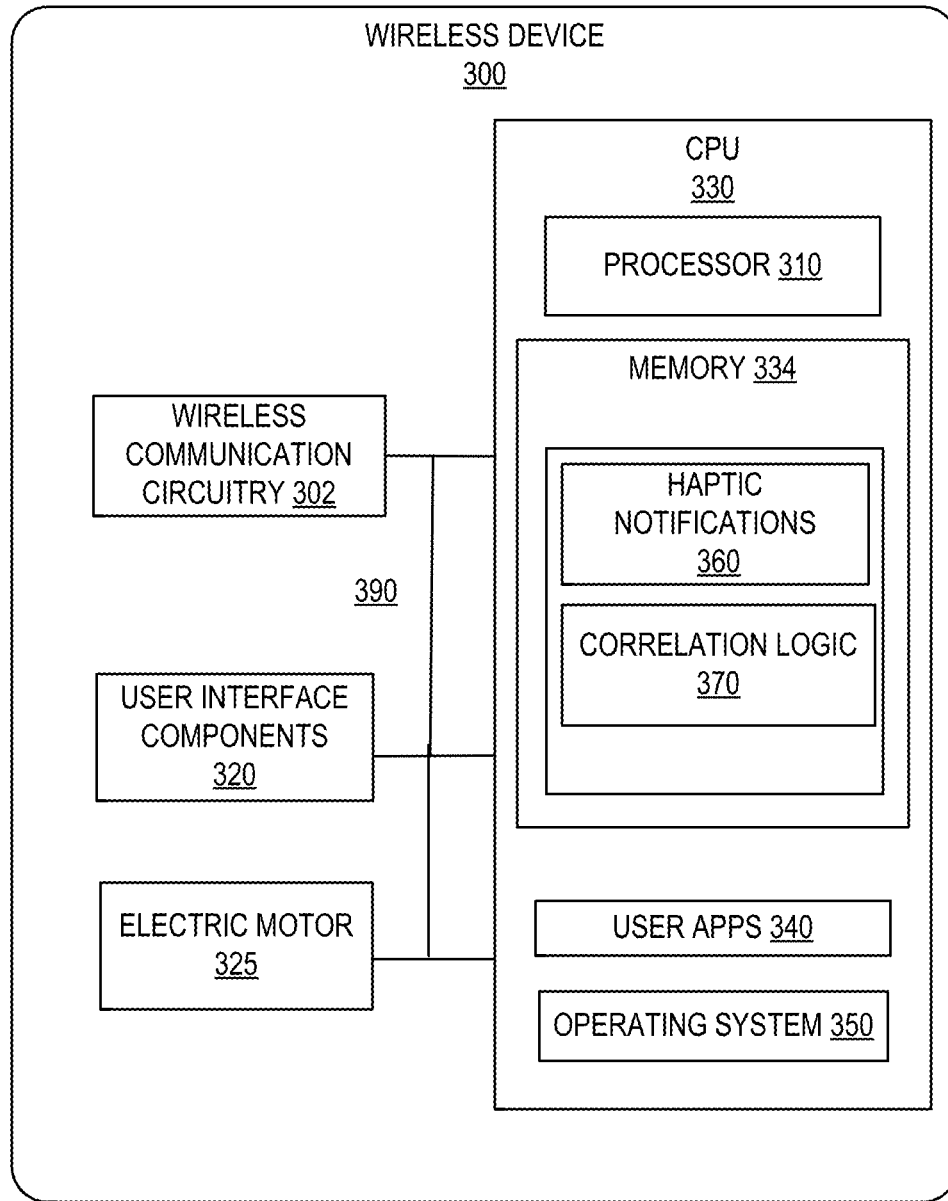 WIRELESS DEVICE
300
CPU
330
PROCESSOR 310
MEMORY 334
WIRELESS
COMMUNICATION
CIRCUITRY 302
HAPTIC
NOTIFICATIONS
360
390
CORRELATION LOGIC
370
USER INTERFACE
COMPONENTS
320
ELECTRIC MOTOR
325
USER APPS 340
OPERATING SYSTEM 350